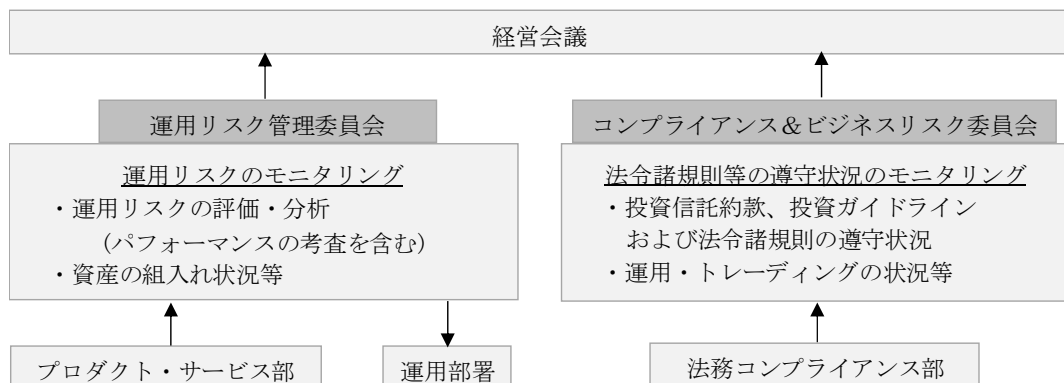 経営会議
運用リスク管理委員会
運用リスクのモニタリング
・運用リスクの評価・分析
（パフォーマンスの考査を含む）
・資産の組入れ状況等
コンプライアンス＆ビジネスリスク委員会
法令諸規則等の遵守状況のモニタリング
・投資信託約款、投資ガイドライン
および法令諸規則の遵守状況
・運用・トレーディングの状況等
プロダクト・サービス部
運用部署
法務コンプライアンス部